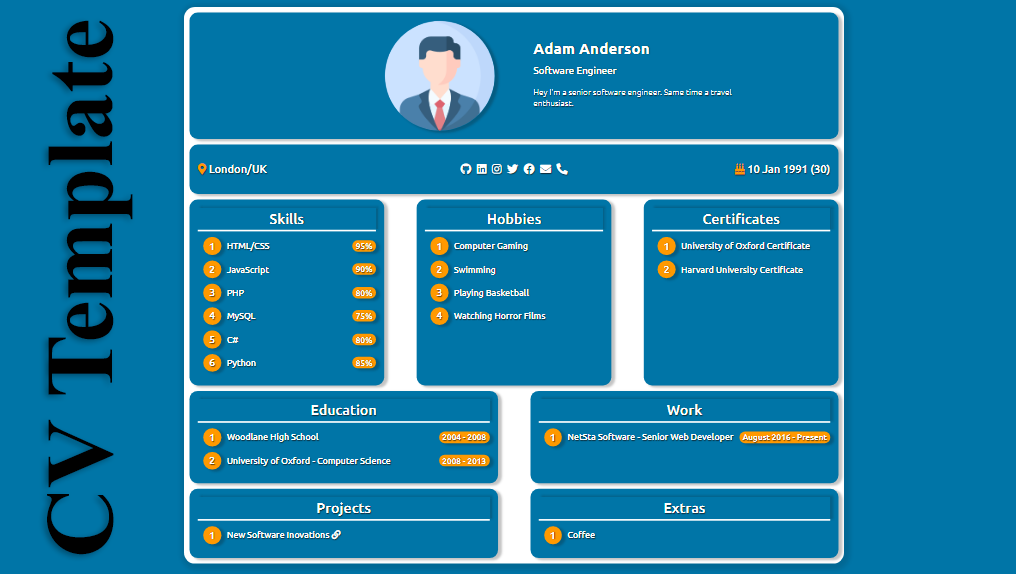 CV Template
Adam Anderson
Software Engineer
Hey I'm a senior software engineer. Same time a travel
enthusiast.
London/UK
10 Jan 1991 (30)
Skills
1 HTML/CSS 95%
2 JavaScript 90%
3 PHP 80%
4 MySQL 75%
5 C# 80%
6 Python 85%
Hobbies
1 Computer Gaming
2 Swimming
3 Playing Basketball
4 Watching Horror Films
Certificates
1 University of Oxford Certificate
2 Harvard University Certificate
Education
1 Woodlane High School 2004 - 2008
2 University of Oxford - Computer Science 2008 - 2013
Work
1 NetSta Software - Senior Web Developer August 2016 - Present
Projects
1 New Software Inovations
Extras
1 Coffee